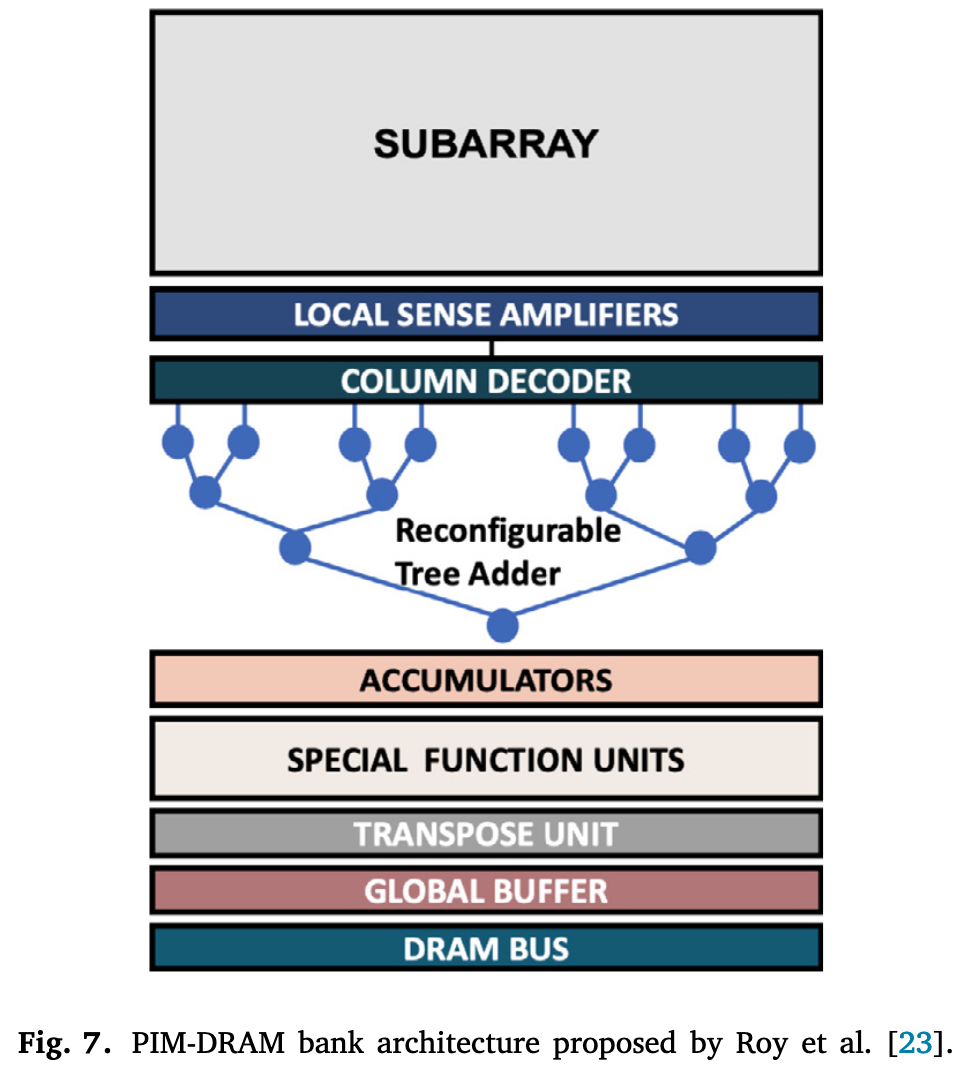 SUBARRAY
LOCAL SENSE AMPLIFIERS
COLUMN DECODER
Reconfigurable
Tree Adder
ACCUMULATORS
SPECIAL FUNCTION UNITS
TRANSPOSE UNIT
GLOBAL BUFFER
DRAM BUS
Fig. 7. PIM-DRAM bank architecture proposed by Roy et al. [23].